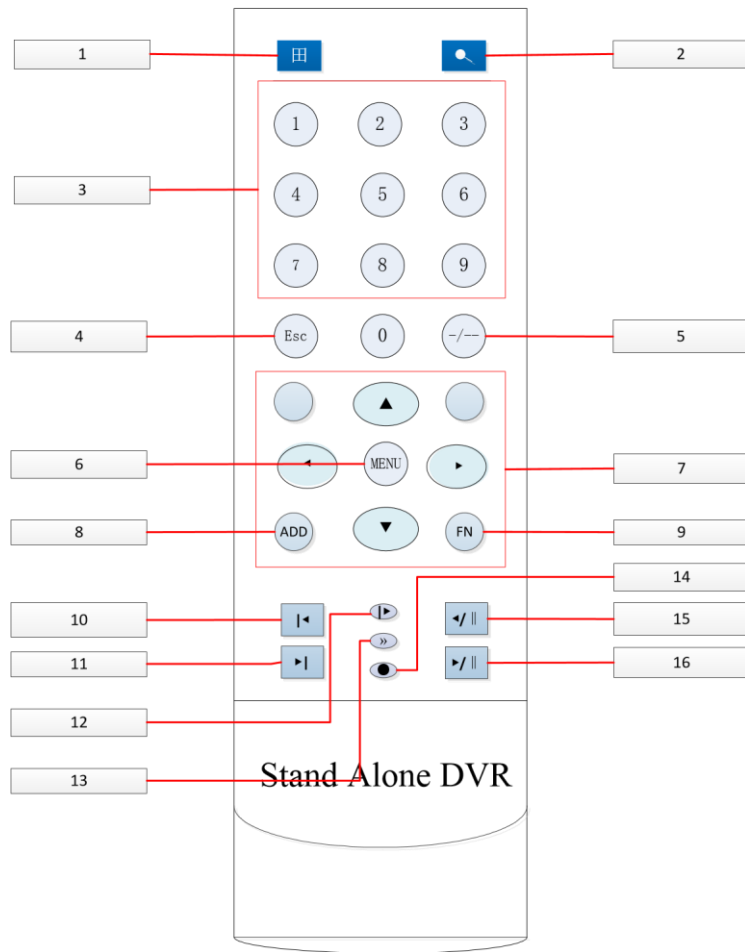 1 田 2
1 2 3
3 4 5 6
7 8 9
4 Esc 0 -/-- 5
▲
6 ◄ MENU ► 7
8 ADD ▼ FN 9
14
10 |◄ |► ◄/|| 15
»
11 ►| ● ►/|| 16
12
13 Stand Alone DVR